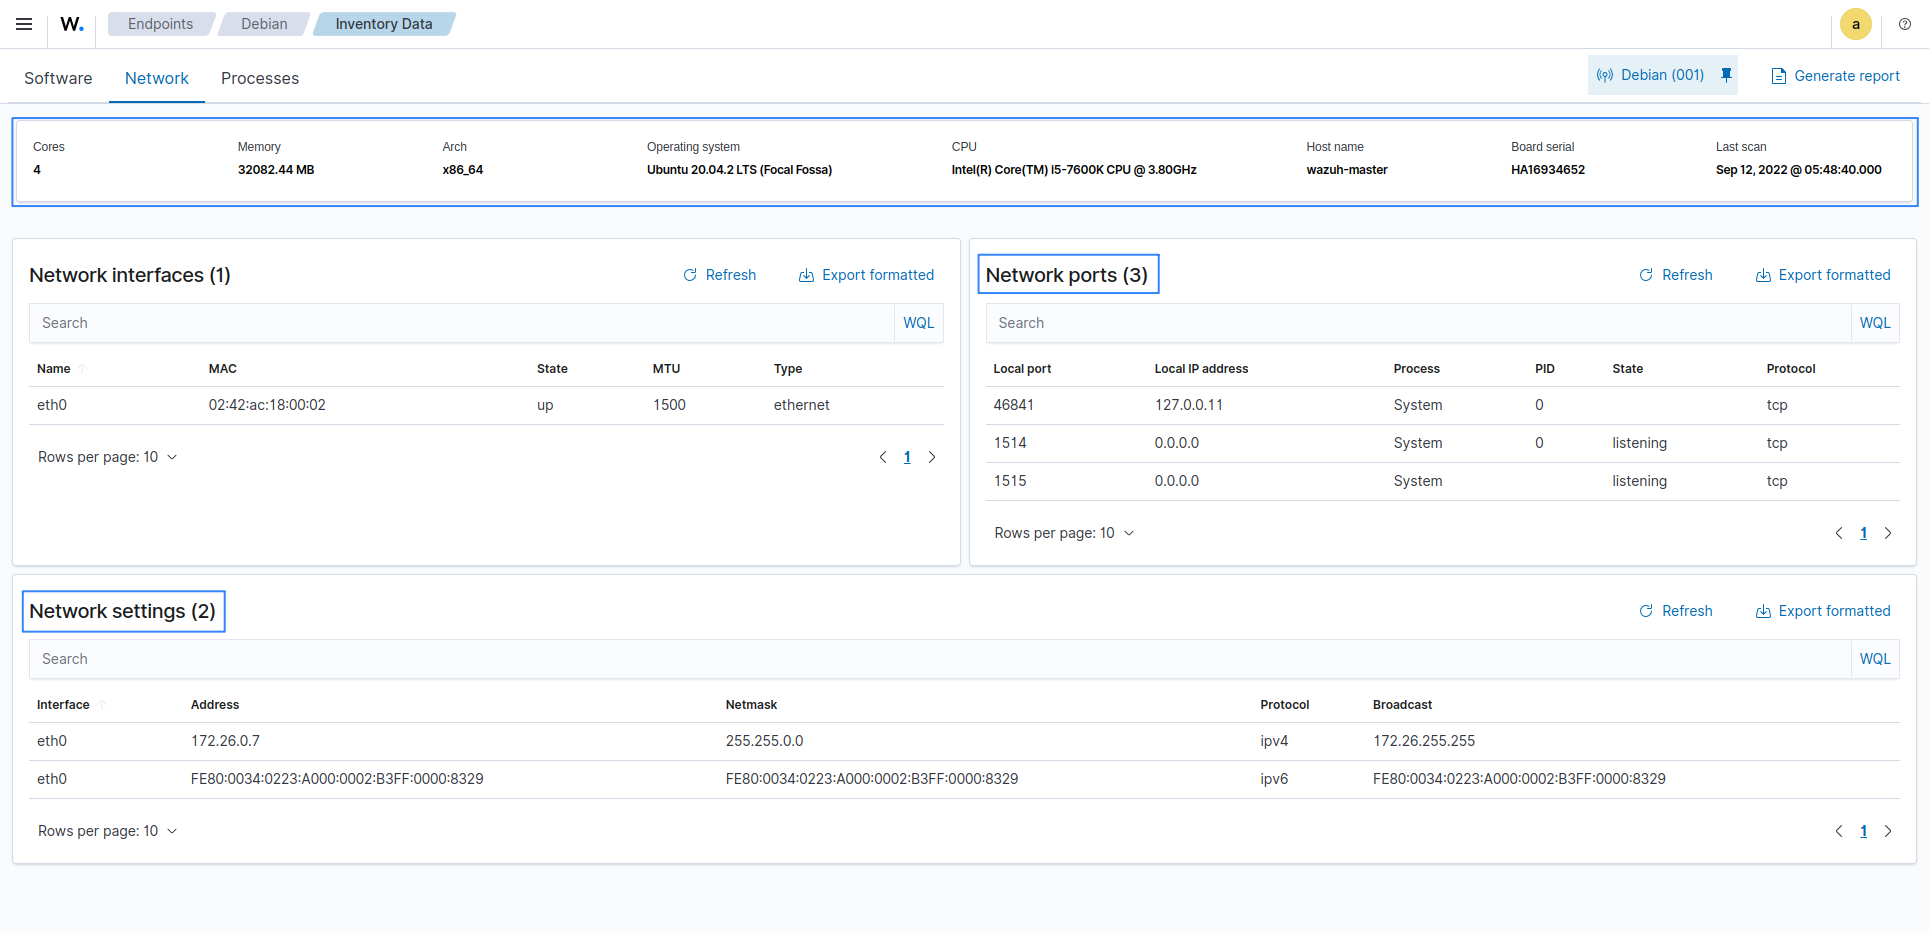 W. Endpoints Debian Inventory Data a
Software Network Processes Debian (001) Generate report
Cores Memory Arch Operating system CPU Host name Board serial Last scan
4 32082.44 MB x86_64 Ubuntu 20.04.2 LTS (Focal Fossa) Intel(R) Core(TM) i5-7600K CPU @ 3.80GHz wazuh-master HA16934652 Sep 12, 2022 @ 05:48:40.000
Network interfaces (1) Refresh Export formatted
Search WQL
Name MAC State MTU Type
eth0 02:42:ac:18:00:02 up 1500 ethernet
Rows per page: 10 1
Network ports (3) Refresh Export formatted
Search WQL
Local port Local IP address Process PID State Protocol
46841 127.0.0.11 System 0 tcp
1514 0.0.0.0 System 0 listening tcp
1515 0.0.0.0 System listening tcp
Rows per page: 10 1
Network settings (2) Refresh Export formatted
Search WQL
Interface Address Netmask Protocol Broadcast
eth0 172.26.0.7 255.255.0.0 ipv4 172.26.255.255
eth0 FE80:0034:0223:A000:0002:B3FF:0000:8329 FE80:0034:0223:A000:0002:B3FF:0000:8329 ipv6 FE80:0034:0223:A000:0002:B3FF:0000:8329
Rows per page: 10 1